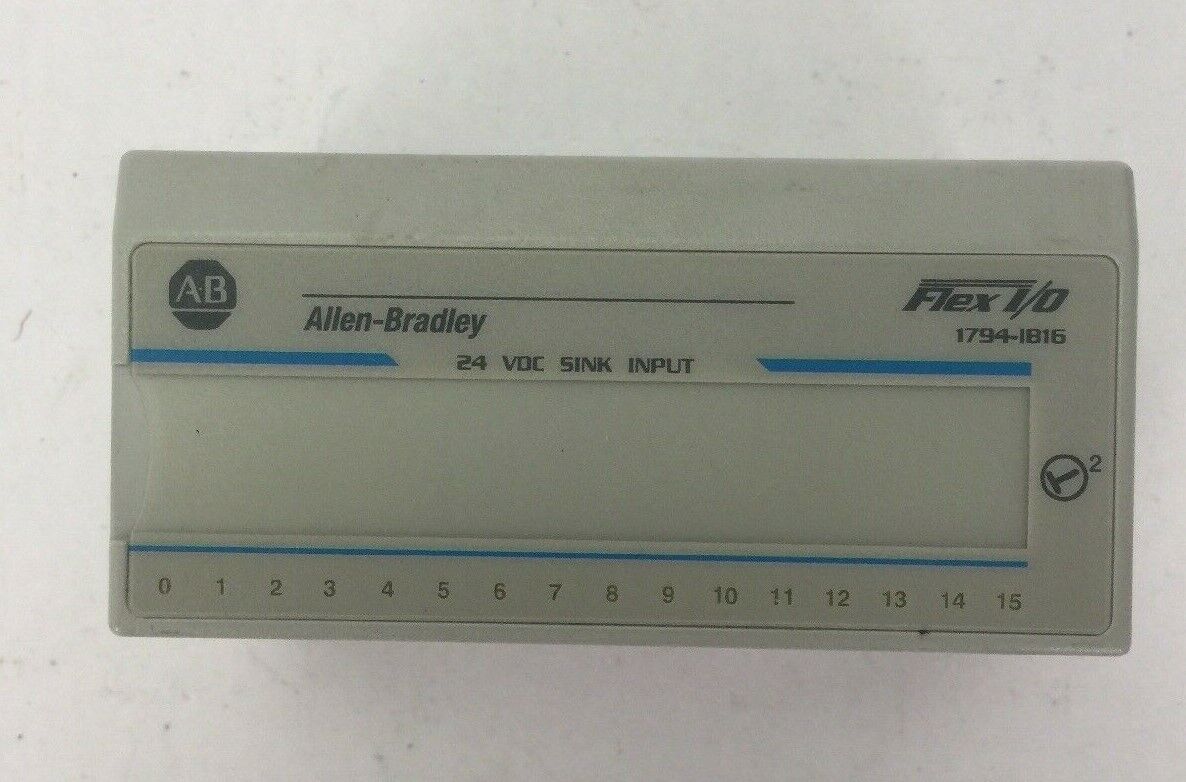 AB
Allen-Bradley
Flex I/O
1794-IB16
24 VDC SINK INPUT
2
0 1 2 3 4 5 6 7 8 9 10 11 12 13 14 15